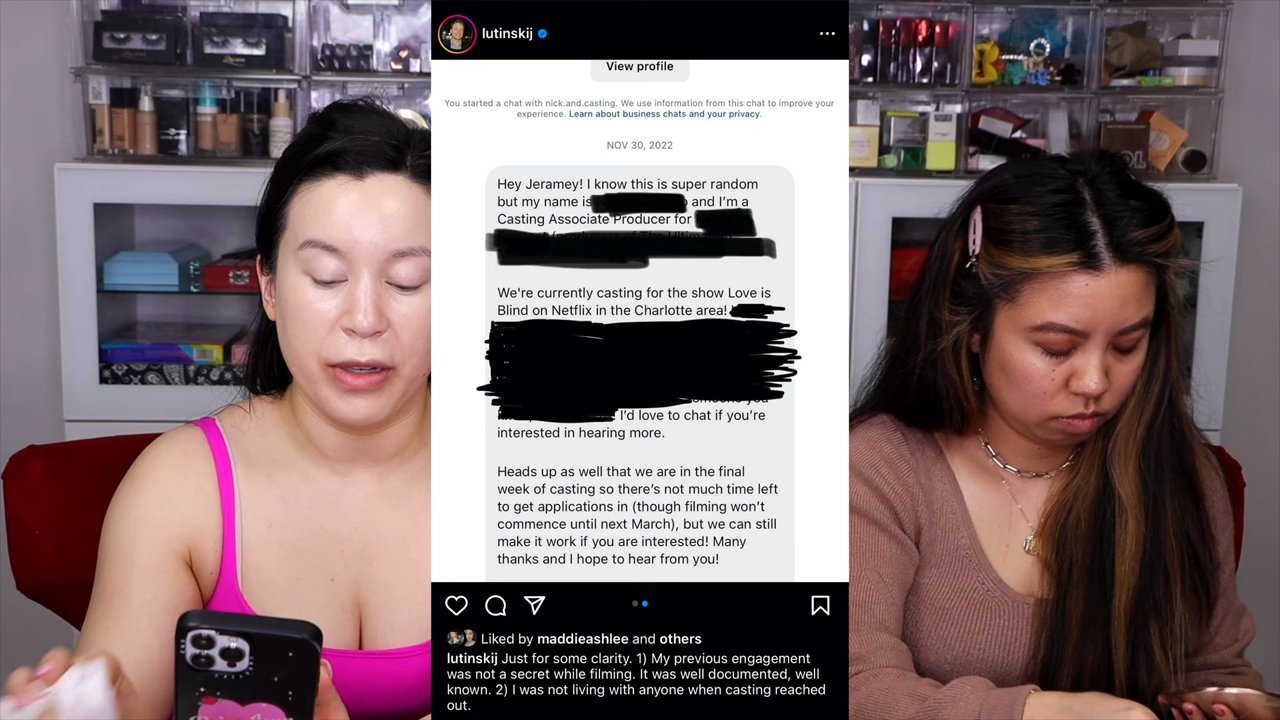 lutinskij
View profile
You started a chat with nick.and.casting. We use information from this chat to improve your
experience. Learn about business chats and your privacy.
NOV 30, 2022
Hey Jeramey! I know this is super random
but my name is and I'm a
Casting Associate Producer for
We're currently casting for the show Love is
Blind on Netflix in the Charlotte area!
I'd love to chat if you're
interested in hearing more.
Heads up as well that we are in the final
week of casting so there's not much time left
to get applications in (though filming won't
commence until next March), but we can still
make it work if you are interested! Many
thanks and I hope to hear from you!
Liked by maddieashlee and others
lutinskij Just for some clarity. 1) My previous engagement
was not a secret while filming. It was well documented, well
known. 2) I was not living with anyone when casting reached
out.